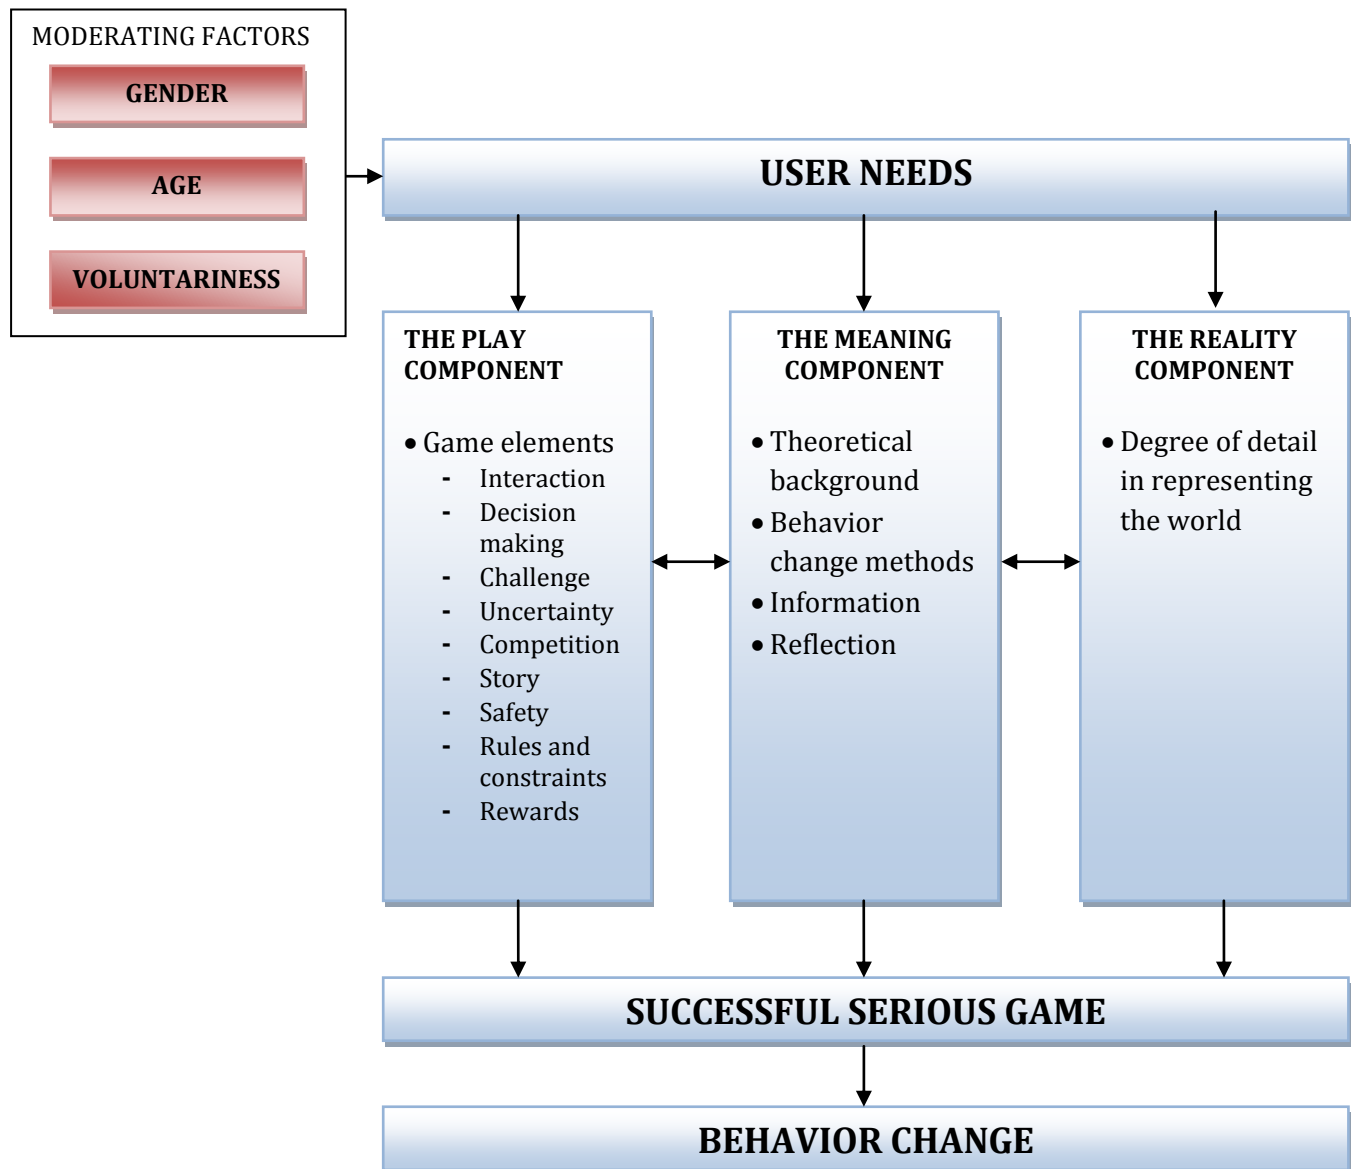 MODERATING FACTORS
GENDER
AGE
VOLUNTARINESS
USER NEEDS
THE PLAY
COMPONENT
• Game elements
- Interaction
- Decision
making
- Challenge
- Uncertainty
- Competition
- Story
- Safety
- Rules and
constraints
- Rewards
THE MEANING
COMPONENT
• Theoretical
background
• Behavior
change methods
• Information
• Reflection
THE REALITY
COMPONENT
• Degree of detail
in representing
the world
SUCCESSFUL SERIOUS GAME
BEHAVIOR CHANGE